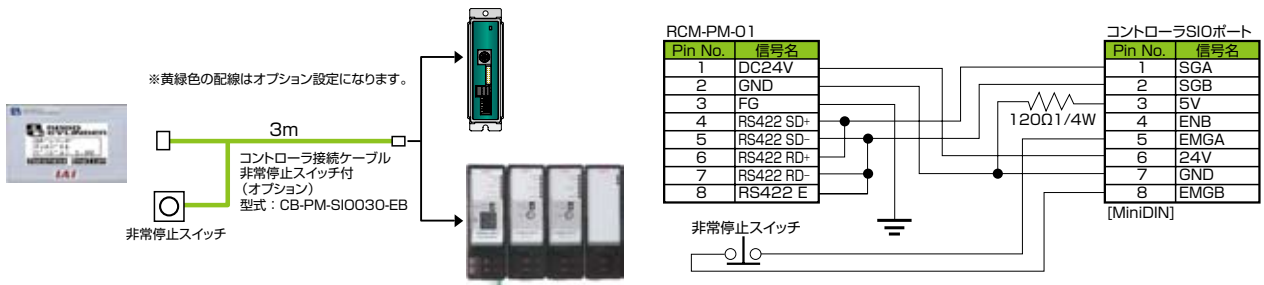 ※黄緑色の配線はオプション設定になります。
3m
コントローラ接続ケーブル
非常停止スイッチ付
（オプション）
型式：CB-PM-SIO030-EB
非常停止スイッチ
IAI
RCM-PM-01
Pin No. 信号名
1 DC24V
2 GND
3 FG
4 RS422 SD+
5 RS422 SD-
6 RS422 RD+
7 RS422 RD-
8 RS422 E
120Ω1/4W
コントローラSIOポート
Pin No. 信号名
1 SGA
2 SGB
3 5V
4 ENB
5 EMGA
6 24V
7 GND
8 EMGB
[MiniDIN]
非常停止スイッチ